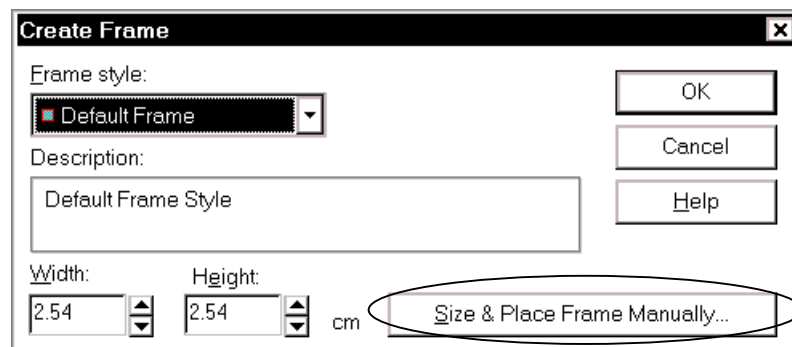 Create Frame
Frame style:
Default Frame
OK
Description:
Cancel
Default Frame Style
Help
Width:
Height:
2.54
2.54
cm
Size & Place Frame Manually...